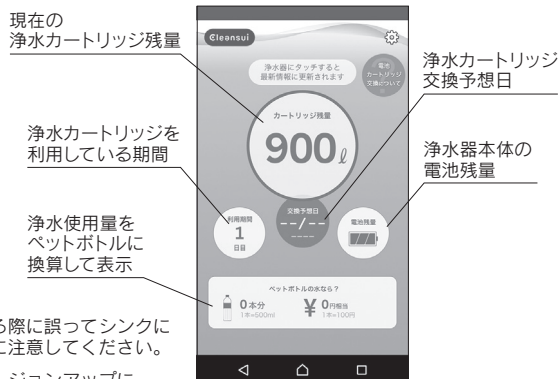 現在の
浄水カートリッジ残量
浄水カートリッジを
利用している期間
浄水使用量を
ペットボトルに
換算して表示
Cleansui
浄水器にタッチすると
最新情報に更新されます
電池
カートリッジ
交換について
カートリッジ残量
900ℓ
利用期間
1
日目
交換予想日
--/--
----
電池残量
ペットボトルの水なら？
0本分
1本=500ml
¥ 0円相当
1本=100円
浄水カートリッジ
交換予想日
浄水器本体の
電池残量
る際に誤ってシンクに
に注意してください。
ジョンアップに